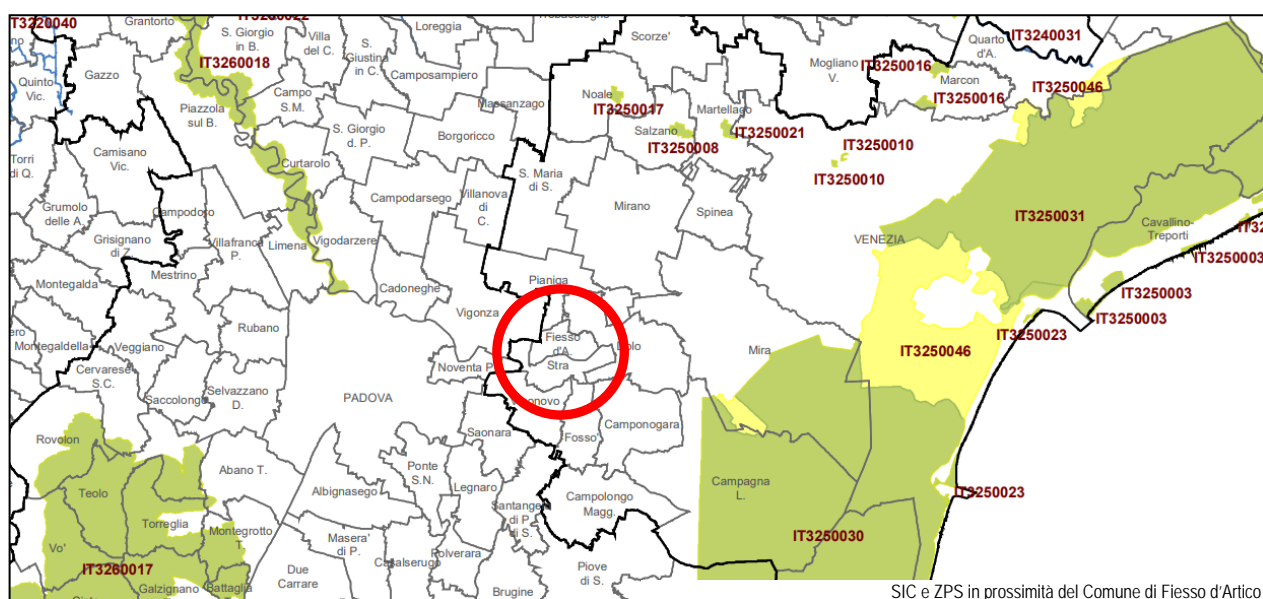 IT3220040
Grantorto
S. Giorgio
in B.
IT3260018
Villa
del C.
S.
Giustina
in C.
Loreggia
Camposampiero
Scorze'
Mogliano
V.
IT3250016
Quarto
d'A.
IT3240031
Marcon
IT3250016
IT3250046
Quinto
Vic.
Gazzo
Piazzola
sul B.
Campo
S.M.
Massanzago
Noale
IT3250017
Martellago
IT3250021
Salzano
IT3250008
IT3250010
IT3250010
S. Giorgio
d. P.
Borgoricco
Torri
di Q.
Camisano
Vic.
Curtarolo
S. Maria
di S.
Grumolo
delle A.
Campodoro
Campodarsego
Villanova
di C.
Mirano
Spinea
IT3250031
Cavallino-
Treporti
Grisignano
di Z.
Villafranca
P.
Limena
Vigodarzere
VENEZIA
IT3250003
Mestrino
Montegalda
Cadoneghe
Pianiga
IT3250003
IT3250003
Vigonza
IT3250023
Rubano
Montegaldella
Veggiano
Fiesso
d'A.
Stra
Mira
IT3250046
Cervarese
S.C.
Noventa P.
Saccolongo
Selvazzano
D.
PADOVA
Rovolon
Saonara
Fosso'
Camponogara
Abano T.
Ponte
S.N.
Teolo
Albignasego
Legnaro
Campagna
L.
IT3250023
Torreglia
Montegrotto
T.
Santangelo
di P.
di S.
Campolongo
Magg.
Masera'
di P.
Vo'
IT3260017
Casalserugo
Polverara
IT3250030
Galzignano
Battaglia
Due
Carrare
Brugine
Piove
di S.
SIC e ZPS in prossimità del Comune di Fiesso d'Artico